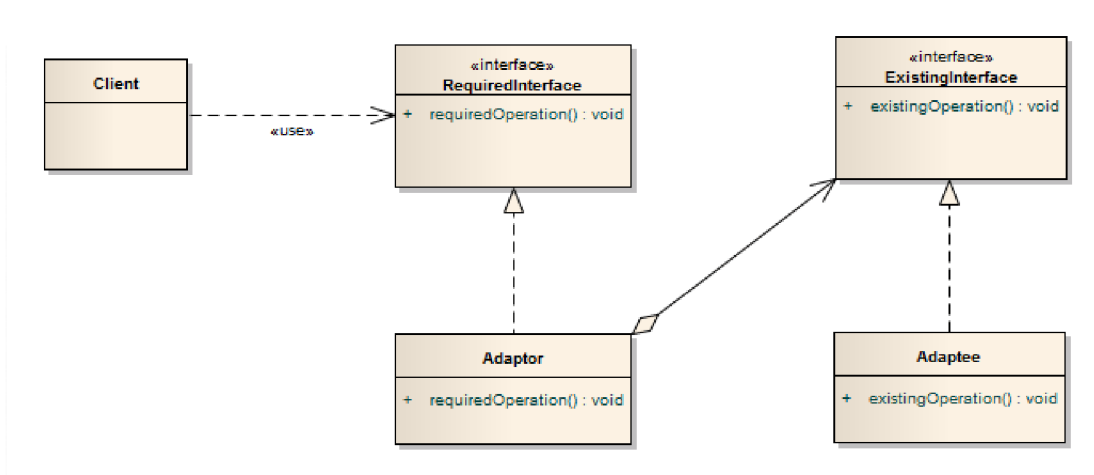 Client
«use»
«interface»
RequiredInterface
+ requiredOperation() : void
«interface»
ExistingInterface
+ existingOperation() : void
Adaptor
+ requiredOperation() : void
Adaptee
+ existingOperation() : void